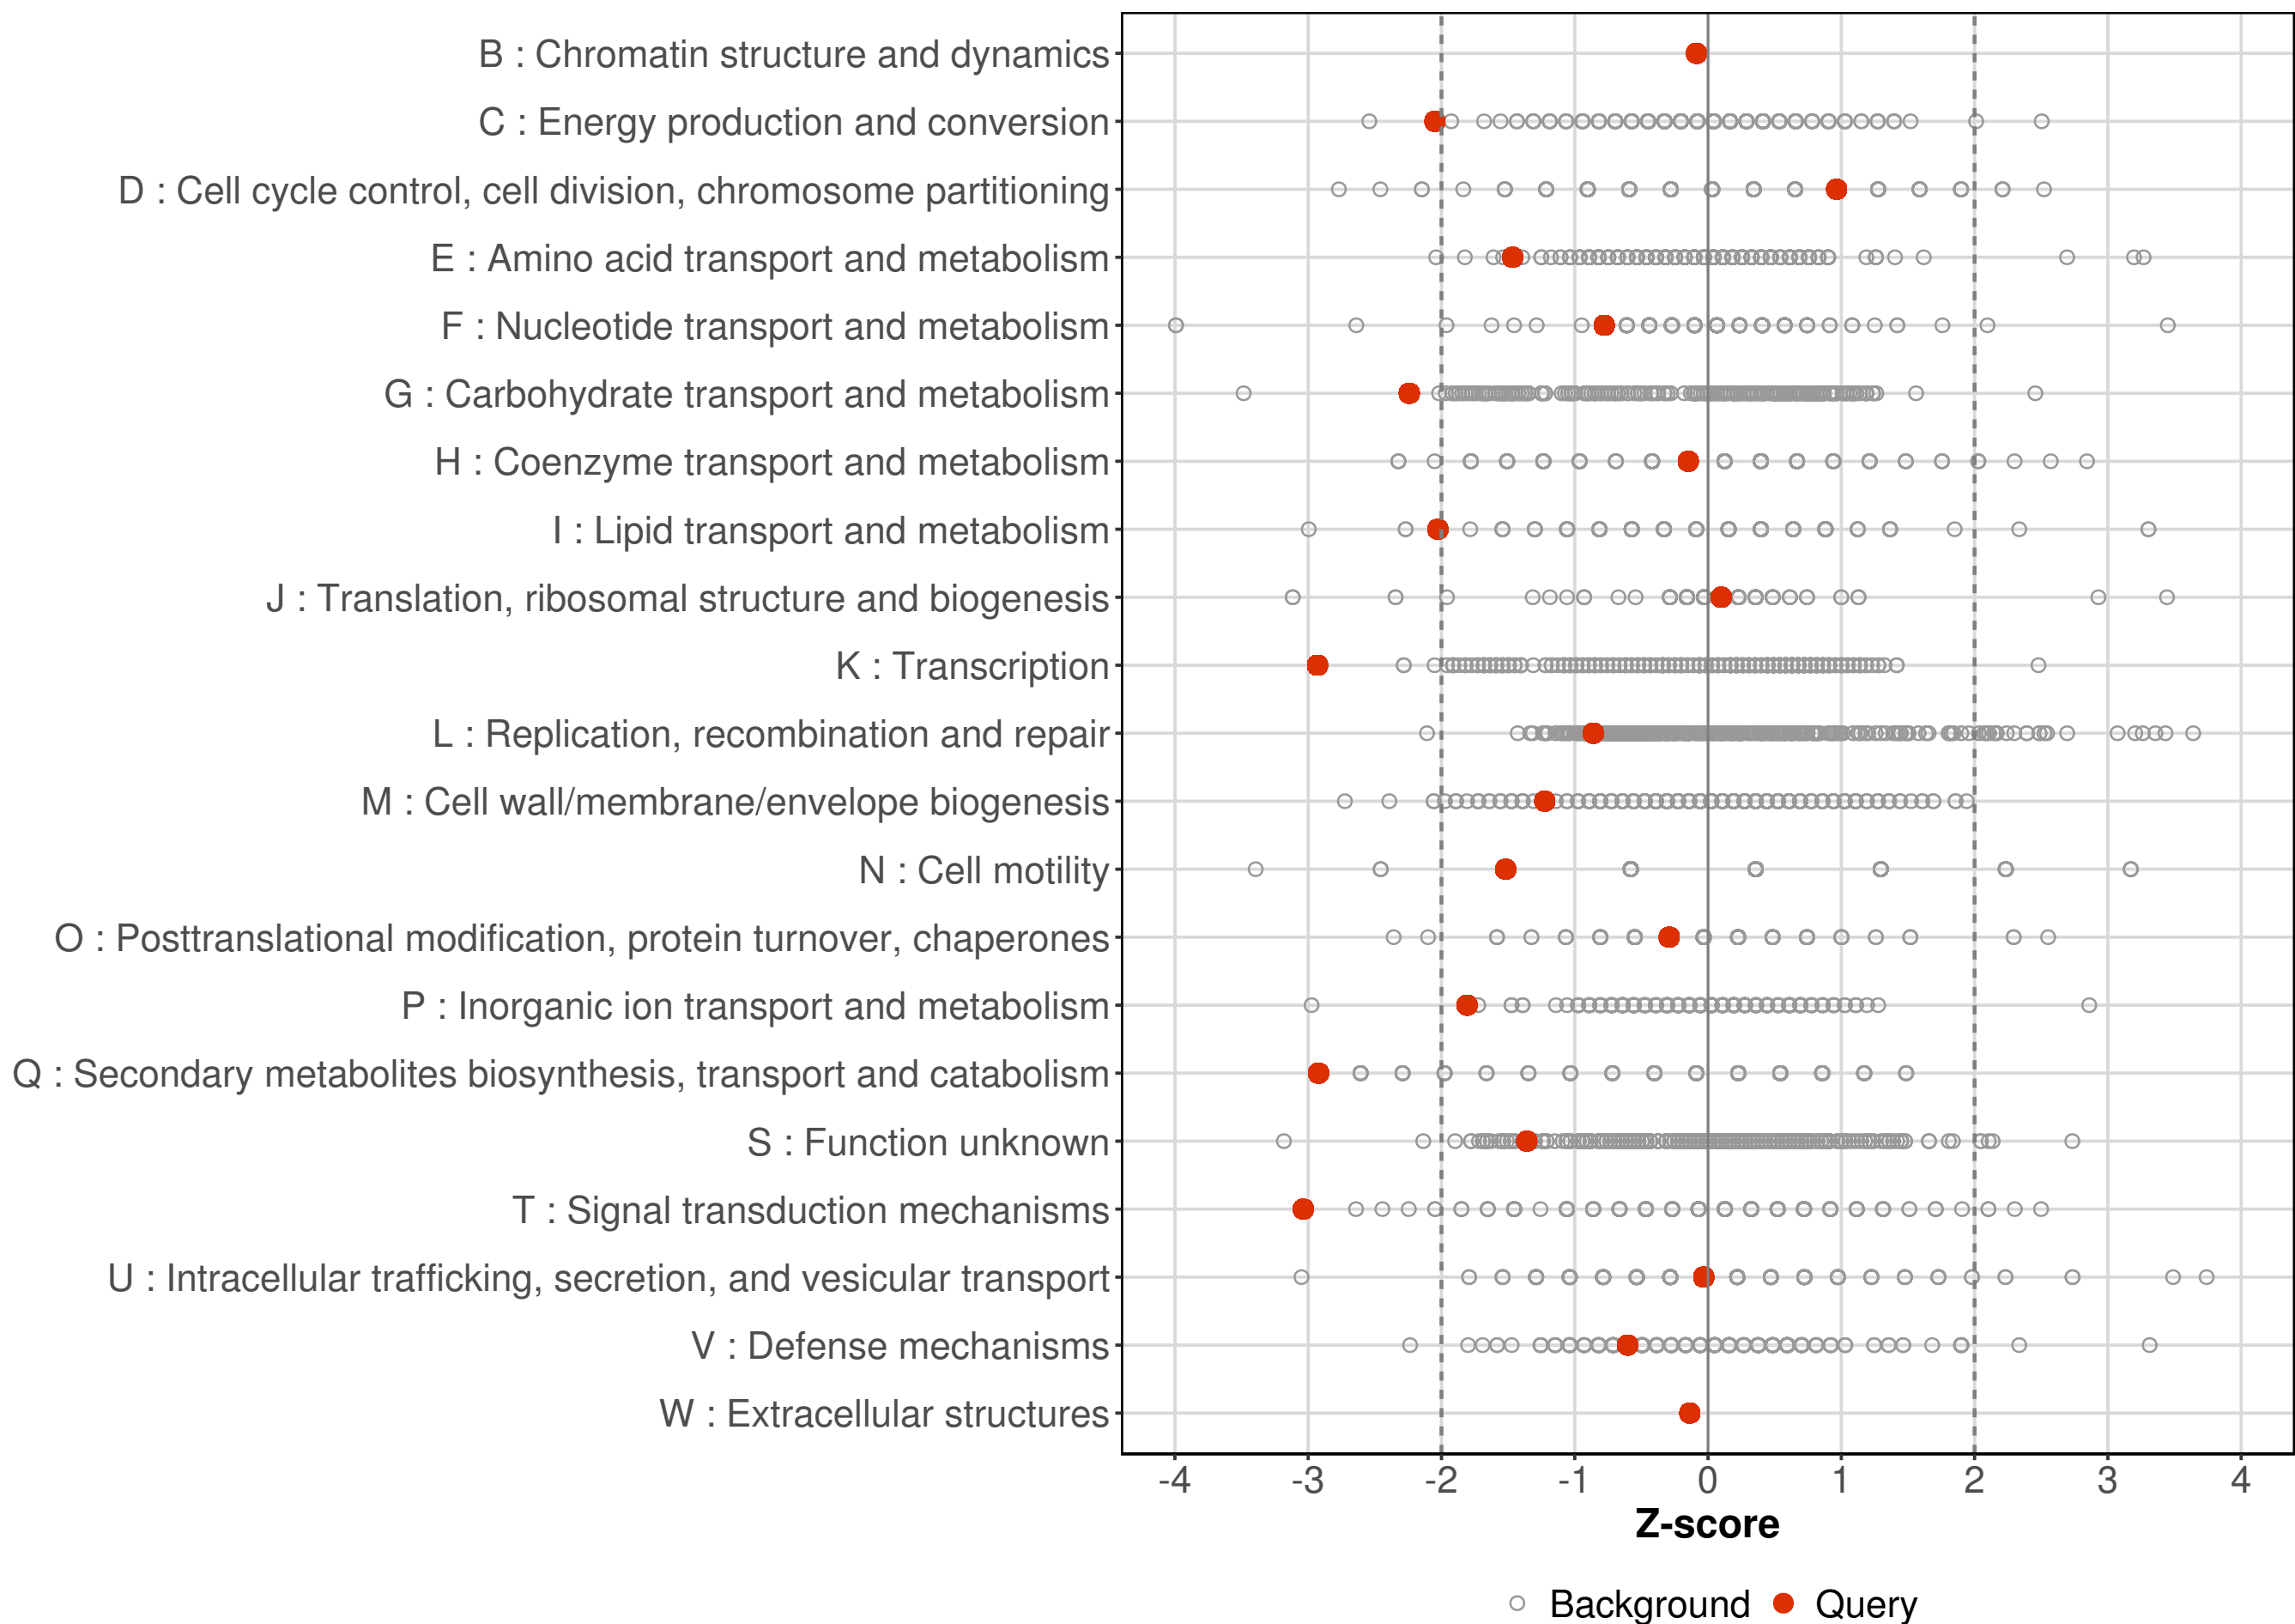 B : Chromatin structure and dynamics
C : Energy production and conversion
D : Cell cycle control, cell division, chromosome partitioning
E : Amino acid transport and metabolism
F : Nucleotide transport and metabolism
G : Carbohydrate transport and metabolism
H : Coenzyme transport and metabolism
I : Lipid transport and metabolism
J : Translation, ribosomal structure and biogenesis
K : Transcription
L : Replication, recombination and repair
M : Cell wall/membrane/envelope biogenesis
N : Cell motility
O : Posttranslational modification, protein turnover, chaperones
P : Inorganic ion transport and metabolism
Q : Secondary metabolites biosynthesis, transport and catabolism
S : Function unknown
T : Signal transduction mechanisms
U : Intracellular trafficking, secretion, and vesicular transport
V : Defense mechanisms
W : Extracellular structures
-4 -3 -2 -1 0 1 2 3 4
Z-score
Background Query